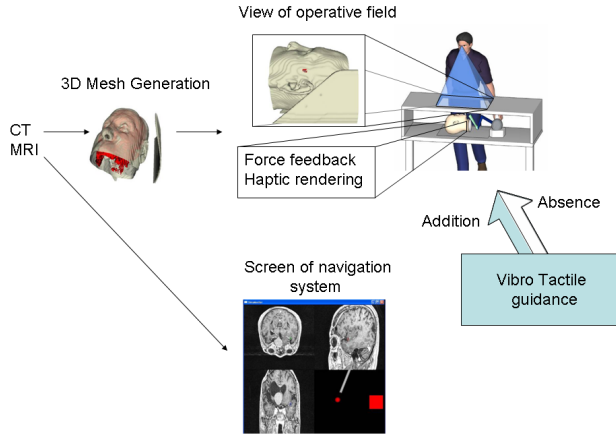 View of operative field
3D Mesh Generation
CT
MRI
Force feedback
Haptic rendering
Absence
Addition
Vibro Tactile
guidance
Screen of navigation
system